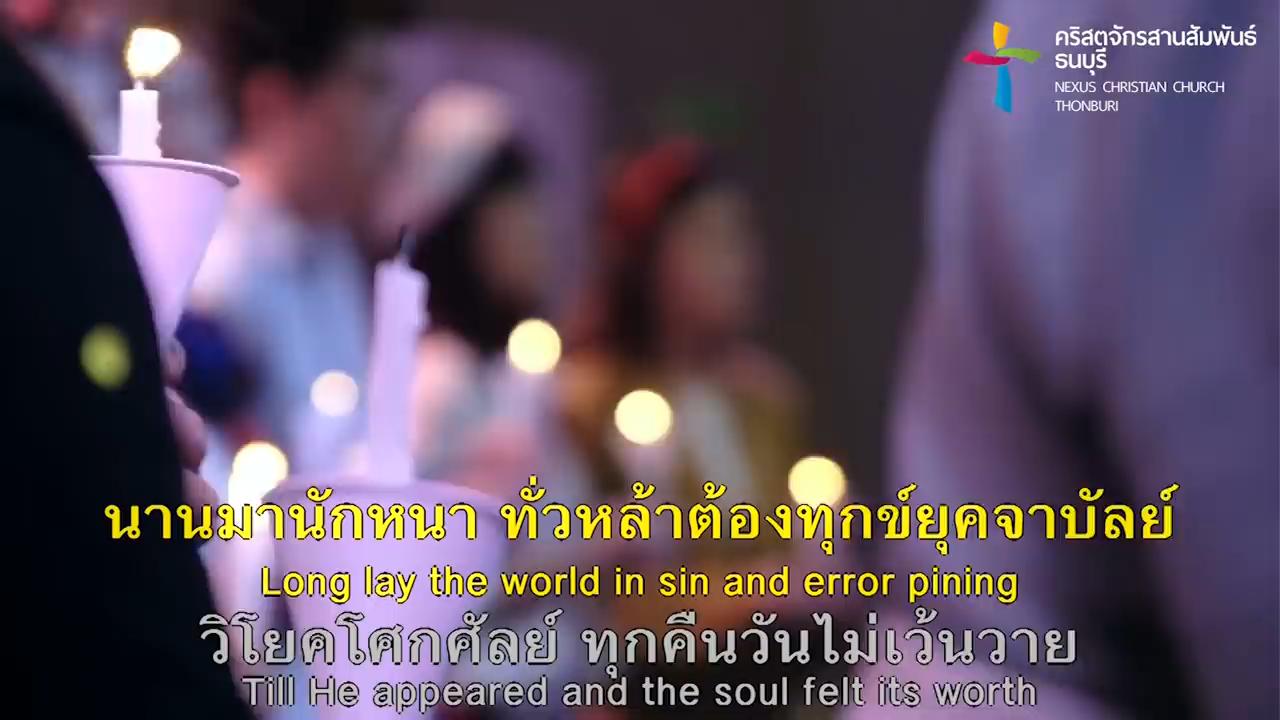 คริสตจักรสานสัมพันธ์
ธนบุรี
NEXUS CHRISTIAN CHURCH
THONBURI
นานมานักหนา ทั่วหล้าต้องทุกข์ยุคจาบัลย์
Long lay the world in sin and error pining
วิโยคโศกศัลย์ ทุกคืนวันไม่เว้นวาย
Till He appeared and the soul felt its worth